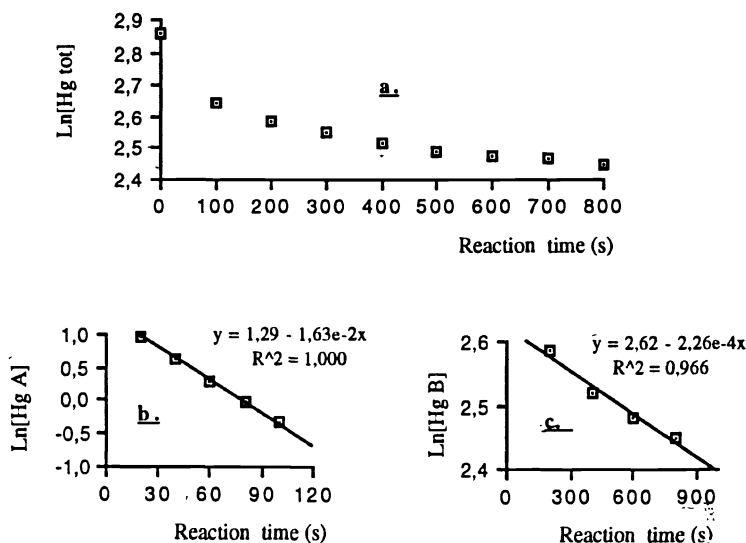 2,9
2,8
2,7
2,6
2,5
2,4
Ln[Hg tot]
a.
0 100 200 300 400 500 600 700 800
Reaction time (s)
1,0
0,5
0,0
-0,5
-1,0
Ln[Hg A]
y = 1,29 - 1,63e-2x
R^2 = 1,000
b.
0 30 60 90 120
Reaction time (s)
2,6
2,5
2,4
Ln[Hg B]
y = 2,62 - 2,26e-4x
R^2 = 0,966
c.
0 300 600 900
Reaction time (s)